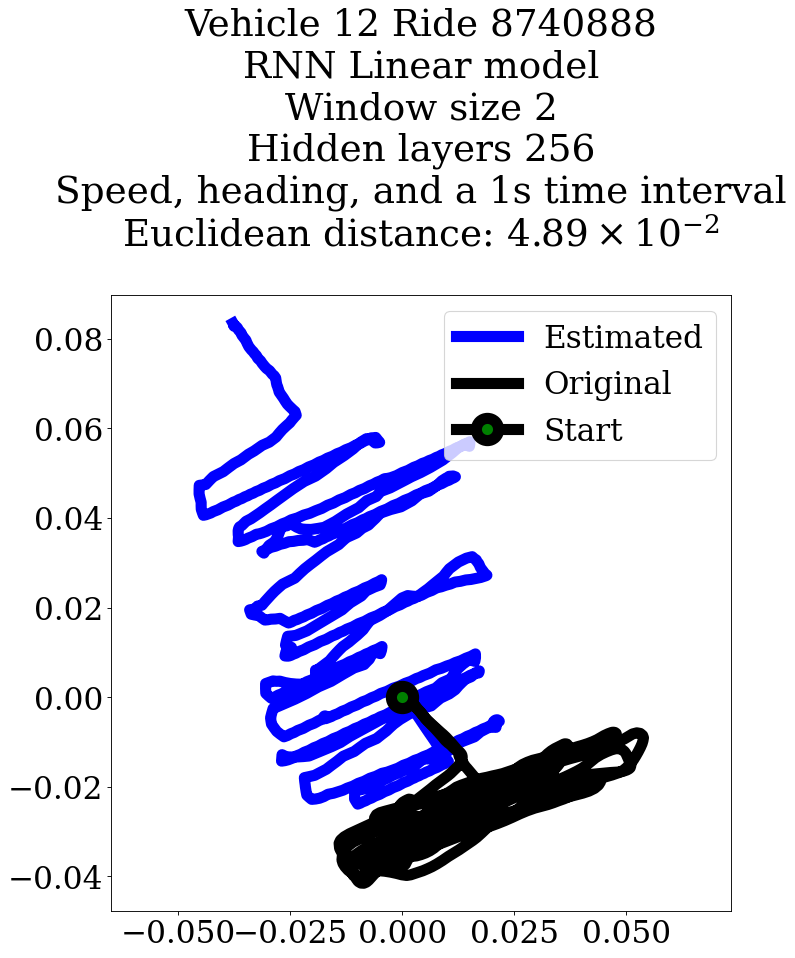 Vehicle 12 Ride 8740888
RNN Linear model
Window size 2
Hidden layers 256
Speed, heading, and a 1s time interval
Euclidean distance: 4.89 × 10⁻²
Estimated
Original
Start
0.08
0.06
0.04
0.02
0.00
−0.02
−0.04
−0.050 −0.025 0.000 0.025 0.050